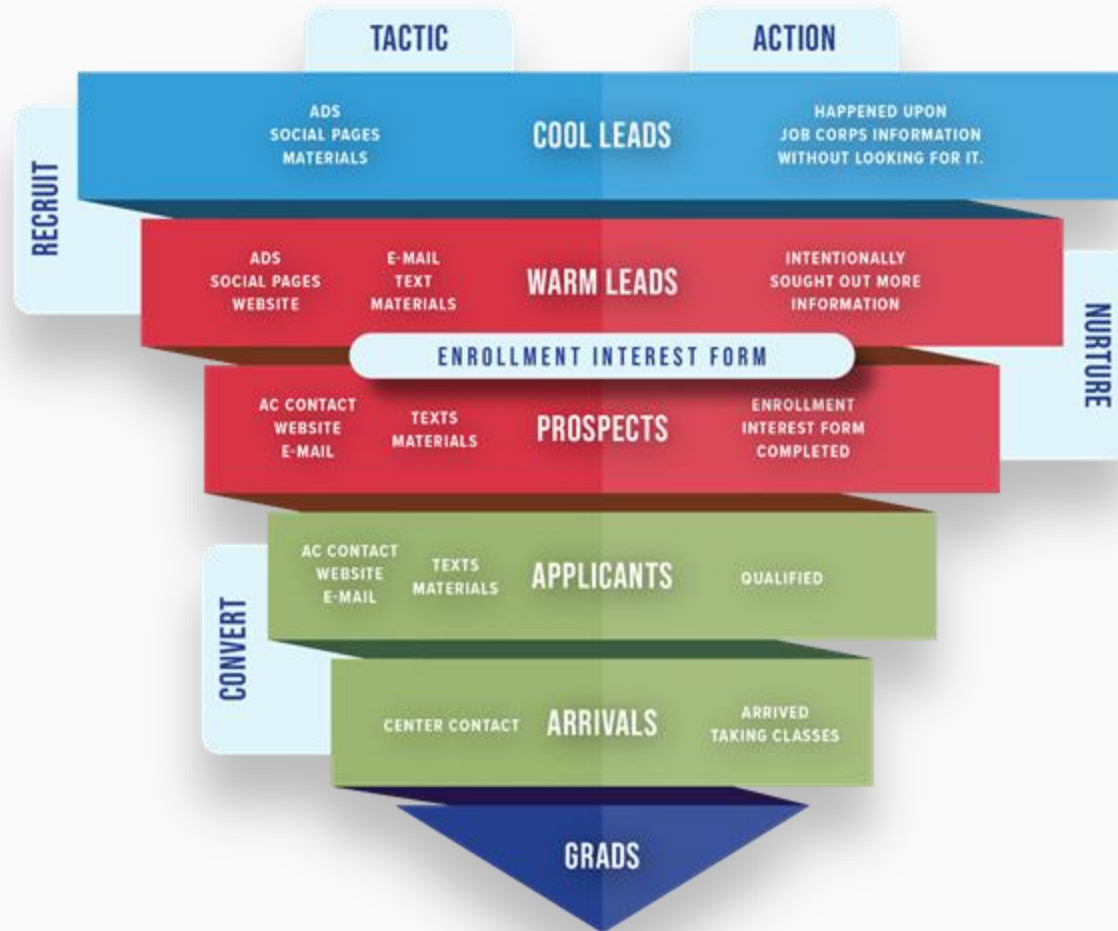 TACTIC
ACTION
RECRUIT
ADS
SOCIAL PAGES
MATERIALS
COOL LEADS
HAPPENED UPON
JOB CORPS INFORMATION
WITHOUT LOOKING FOR IT.
ADS
SOCIAL PAGES
WEBSITE
E-MAIL
TEXT
MATERIALS
WARM LEADS
INTENTIONALLY
SOUGHT OUT MORE
INFORMATION
NURTURE
ENROLLMENT INTEREST FORM
AC CONTACT
WEBSITE
E-MAIL
TEXTS
MATERIALS
PROSPECTS
ENROLLMENT
INTEREST FORM
COMPLETED
CONVERT
AC CONTACT
WEBSITE
E-MAIL
TEXTS
MATERIALS
APPLICANTS
QUALIFIED
CENTER CONTACT
ARRIVALS
ARRIVED
TAKING CLASSES
GRADS